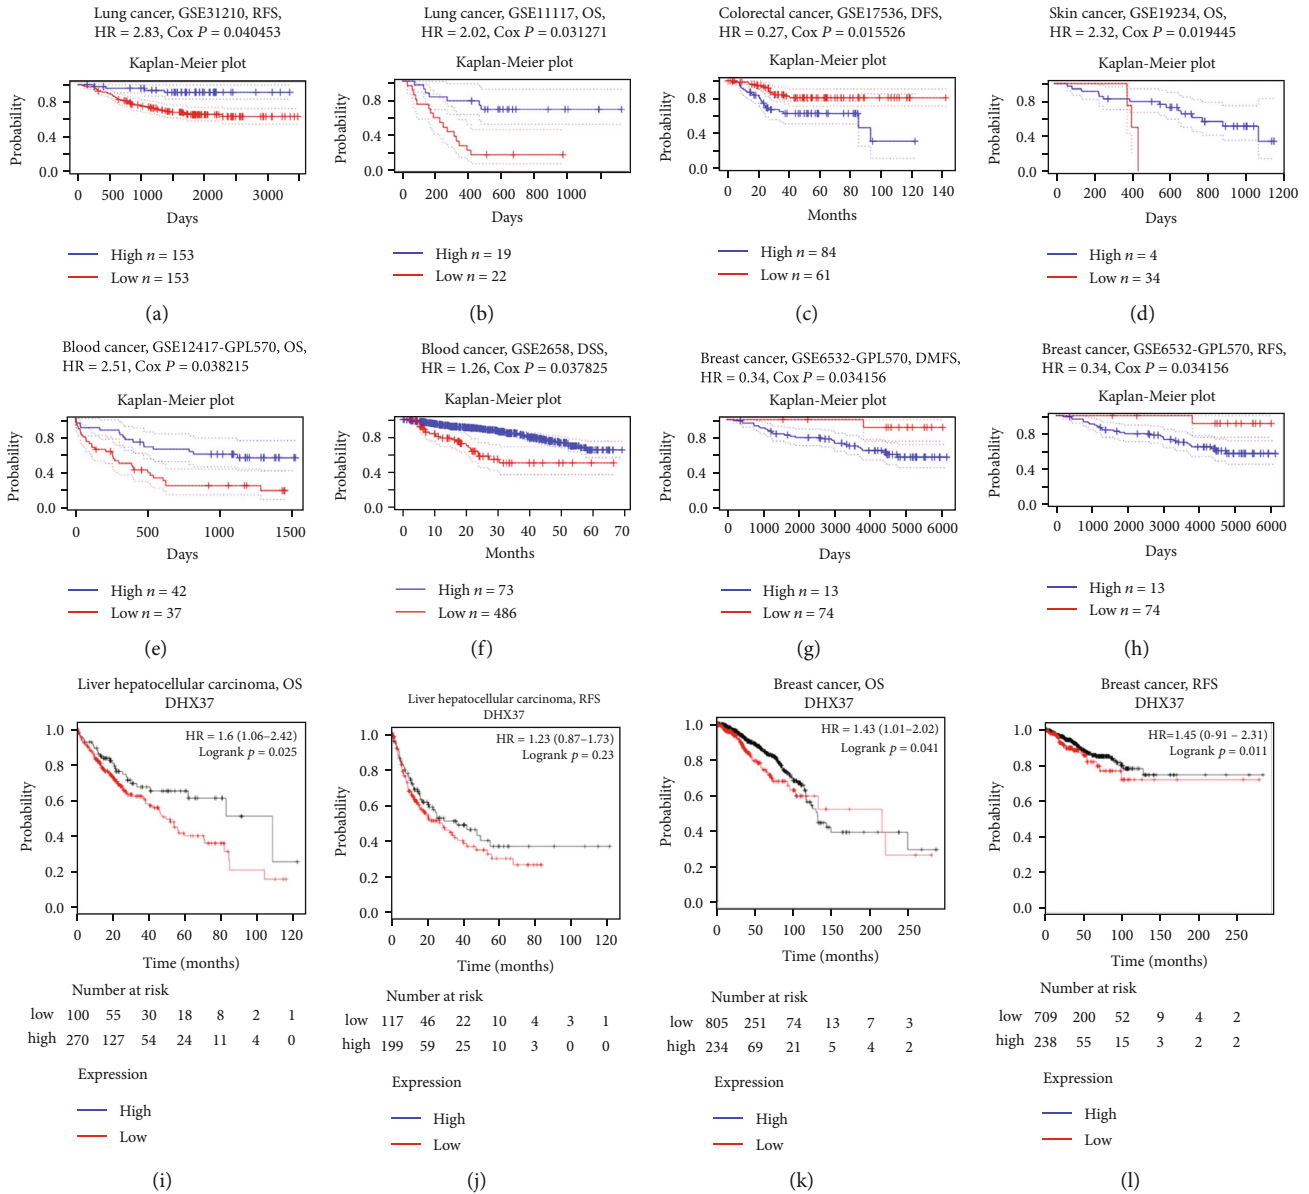 Lung cancer, GSE31210, RFS,
HR = 2.83, Cox P = 0.040453
Kaplan-Meier plot
Probability
0.8
0.4
0.0
0 1000 2000 3000
Days
High n = 153
Low n = 153
(a)
Lung cancer, GSE11117, OS,
HR = 2.02, Cox P = 0.031271
Kaplan-Meier plot
Probability
0.8
0.4
0.0
0 200 400 600 800 1000
Days
High n = 19
Low n = 22
(b)
Colorectal cancer, GSE17536, DFS,
HR = 0.27, Cox P = 0.015526
Kaplan-Meier plot
Probability
0.8
0.4
0.0
0 20 40 60 80 100 120 140
Months
High n = 84
Low n = 61
(c)
Skin cancer, GSE19234, OS,
HR = 2.32, Cox P = 0.019445
Kaplan-Meier plot
Probability
0.8
0.4
0.0
0 200 400 600 800 1000 1200
Days
High n = 4
Low n = 34
(d)
Blood cancer, GSE12417-GPL570, OS,
HR = 2.51, Cox P = 0.038215
Kaplan-Meier plot
Probability
0.8
0.4
0.0
0 500 1000 1500
Days
High n = 42
Low n = 37
(e)
Blood cancer, GSE2658, DSS,
HR = 1.26, Cox P = 0.037825
Kaplan-Meier plot
Probability
0.8
0.4
0.0
0 10 20 30 40 50 60 70
Months
High n = 73
Low n = 486
(f)
Breast cancer, GSE6532-GPL570, DMFS,
HR = 0.34, Cox P = 0.034156
Kaplan-Meier plot
Probability
0.8
0.4
0.0
0 1000 2000 3000 4000 5000 6000
Days
High n = 13
Low n = 74
(g)
Breast cancer, GSE6532-GPL570, RFS,
HR = 0.34, Cox P = 0.034156
Kaplan-Meier plot
Probability
0.8
0.4
0.0
0 1000 2000 3000 4000 5000 6000
Days
High n = 13
Low n = 74
(h)
Liver hepatocellular carcinoma, OS
DHX37
HR = 1.6 (1.06–2.42)
Logrank p = 0.025
Probability
1.0
0.8
0.6
0.4
0.2
0.0
0 20 40 60 80 100 120
Time (months)
Number at risk
low 100 55 30 18 8 2 1
high 270 127 54 24 11 4 0
Expression
High
Low
(i)
Liver hepatocellular carcinoma, RFS
DHX37
HR = 1.23 (0.87–1.73)
Logrank p = 0.23
Probability
1.0
0.8
0.6
0.4
0.2
0.0
0 20 40 60 80 100 120
Time (months)
Number at risk
low 117 46 22 10 4 3 1
high 199 59 25 10 3 0 0
Expression
High
Low
(j)
Breast cancer, OS
DHX37
HR = 1.43 (1.01–2.02)
Logrank p = 0.041
Probability
1.0
0.8
0.6
0.4
0.2
0.0
0 50 100 150 200 250
Time (months)
Number at risk
low 805 251 74 13 7 3
high 234 69 21 5 4 2
Expression
High
Low
(k)
Breast cancer, RFS
DHX37
HR=1.45 (0-91 – 2.31)
Logrank p = 0.011
Probability
1.0
0.8
0.6
0.4
0.2
0.0
0 50 100 150 200 250
Time (months)
Number at risk
low 709 200 52 9 4 2
high 238 55 15 3 2 2
Expression
High
Low
(l)